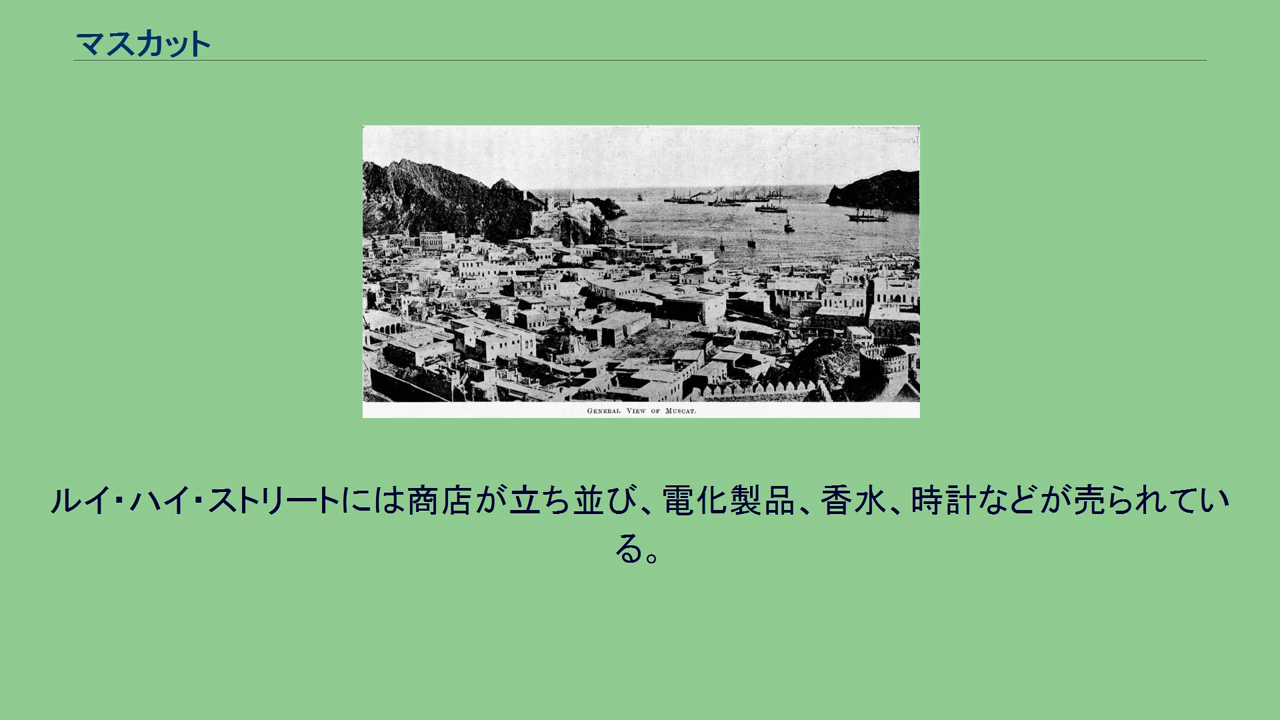 マスカット
GENERAL VIEW OF MUSCAT.
ルイ・ハイ・ストリートには商店が立ち並び、電化製品、香水、時計などが売られてい
る。